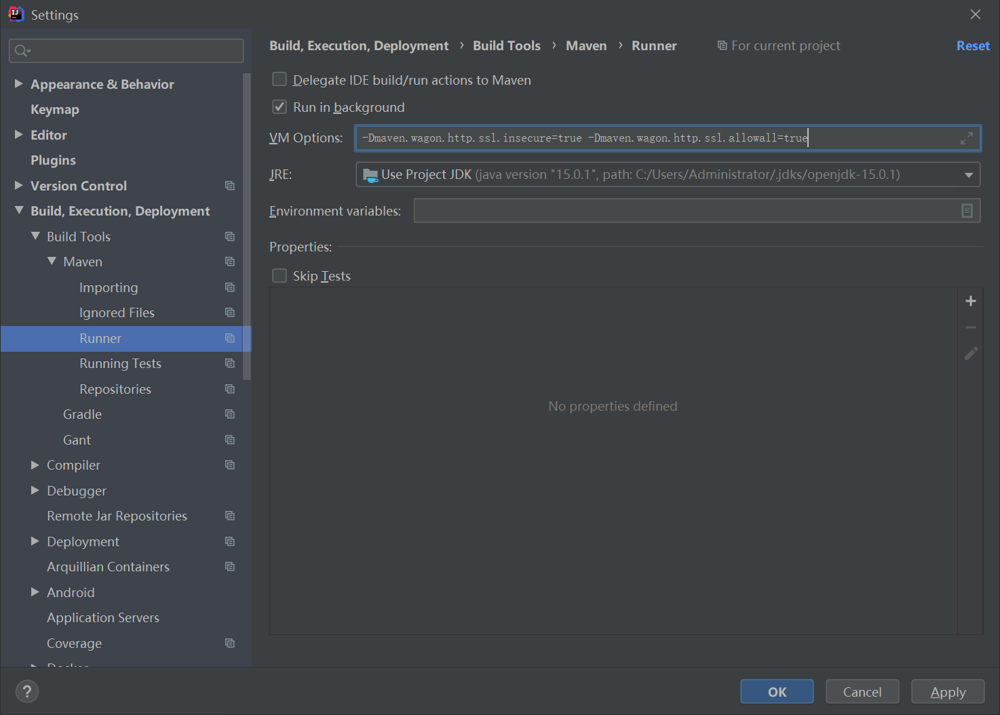 Settings
Build, Execution, Deployment › Build Tools › Maven › Runner For current project Reset
Appearance & Behavior
Keymap
Editor
Plugins
Version Control
Build, Execution, Deployment
Build Tools
Maven
Importing
Ignored Files
Runner
Running Tests
Repositories
Gradle
Gant
Compiler
Debugger
Remote Jar Repositories
Deployment
Arquillian Containers
Android
Application Servers
Coverage
Docker
Delegate IDE build/run actions to Maven
Run in background
VM Options: -Dmaven.wagon.http.ssl.insecure=true -Dmaven.wagon.http.ssl.allowall=true
JRE: Use Project JDK (java version "15.0.1", path: C:/Users/Administrator/.jdks/openjdk-15.0.1)
Environment variables:
Properties:
Skip Tests
No properties defined
? OK Cancel Apply